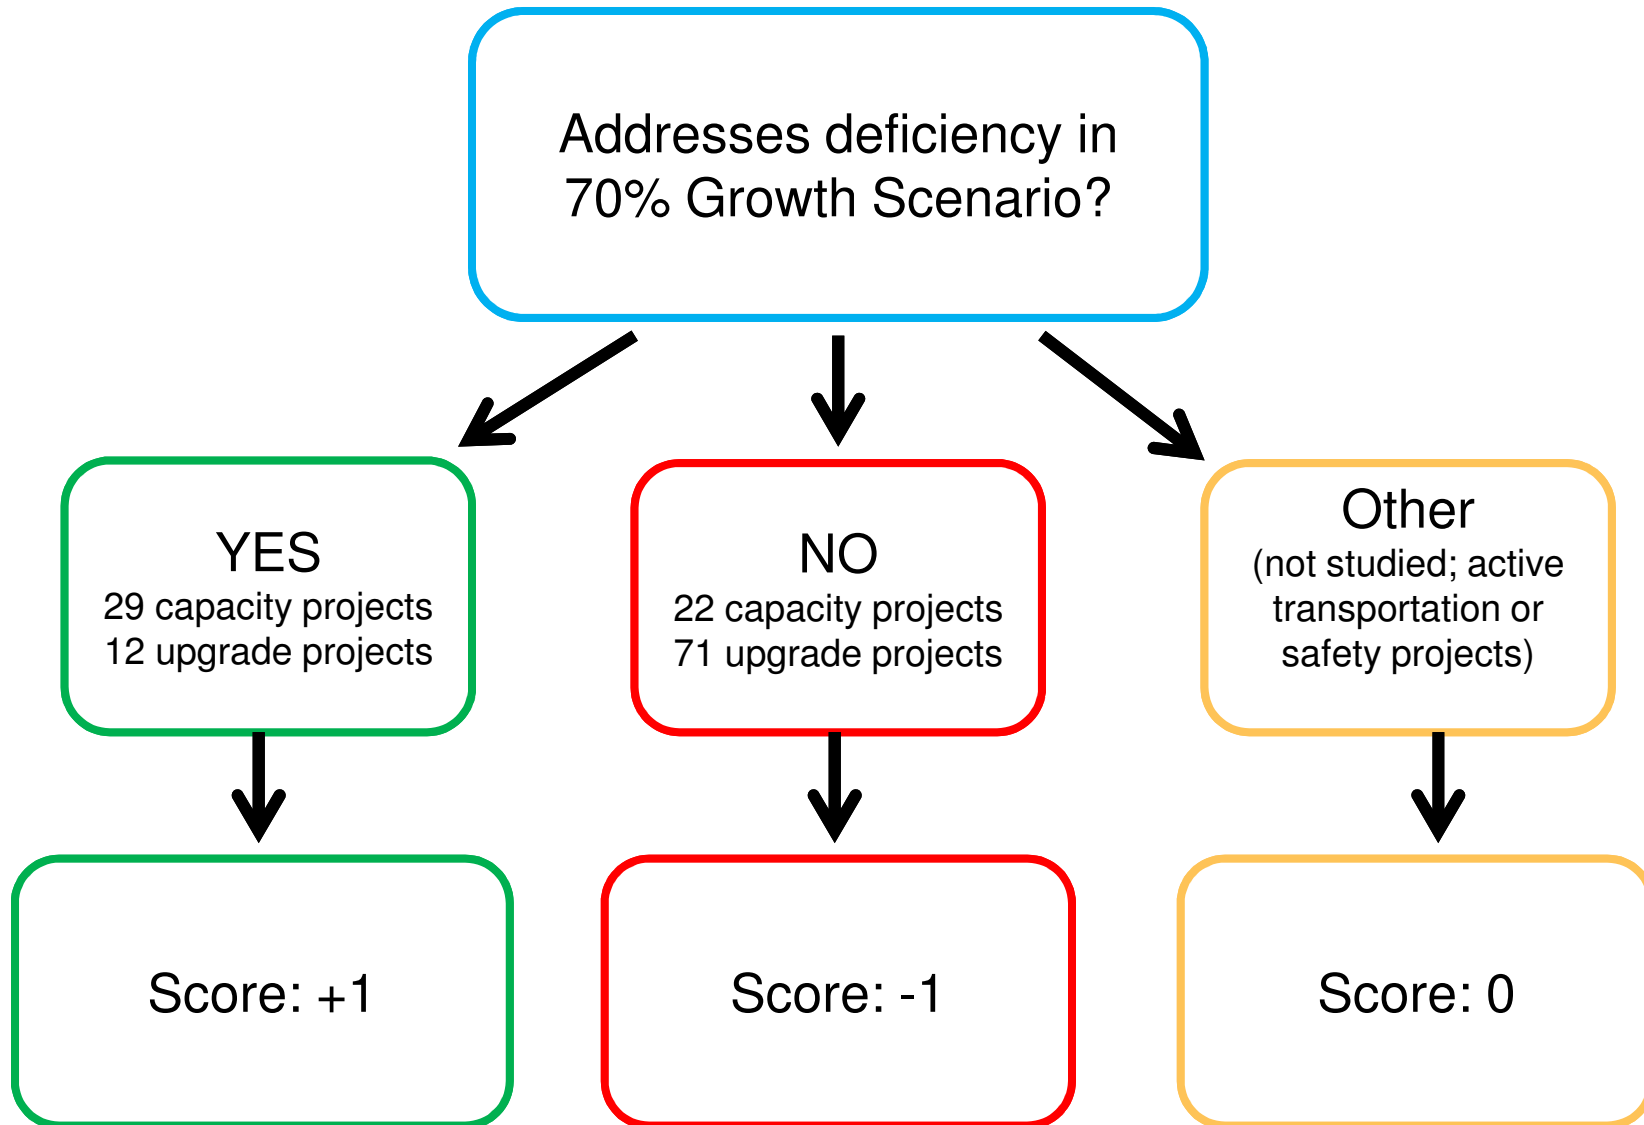 Addresses deficiency in
70% Growth Scenario?
YES
29 capacity projects
12 upgrade projects
NO
22 capacity projects
71 upgrade projects
Other
(not studied; active
transportation or
safety projects)
Score: +1
Score: -1
Score: 0